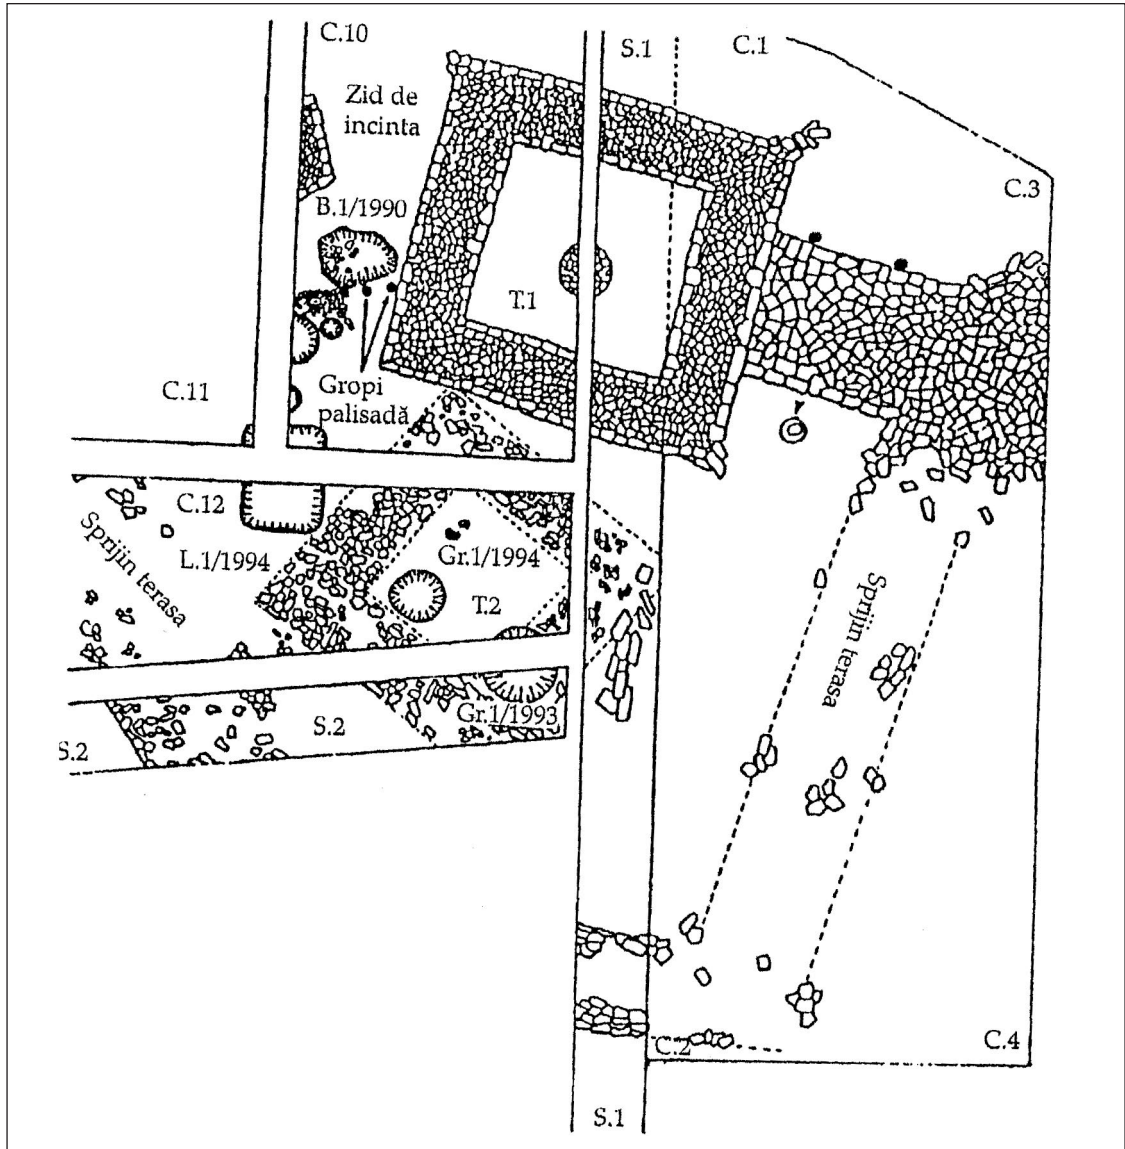 C.10
S.1
C.1
Zid de
incinta
C.3
B.1/1990
T.1
Gropi
palisadă
C.11
C.12
Sprijin terasa
L.1/1994
Gr.1/1994
T.2
Sprijin terasa
Gr.1/1993
S.2
S.2
C.2
C.4
S.1